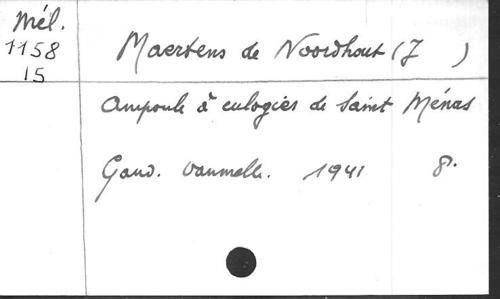 Mél.
1158
15
Maertens de Noordhout (J )
Ampoule à eulogies de Saint Ménas
Gand. Vanmelle. 1941 8°.